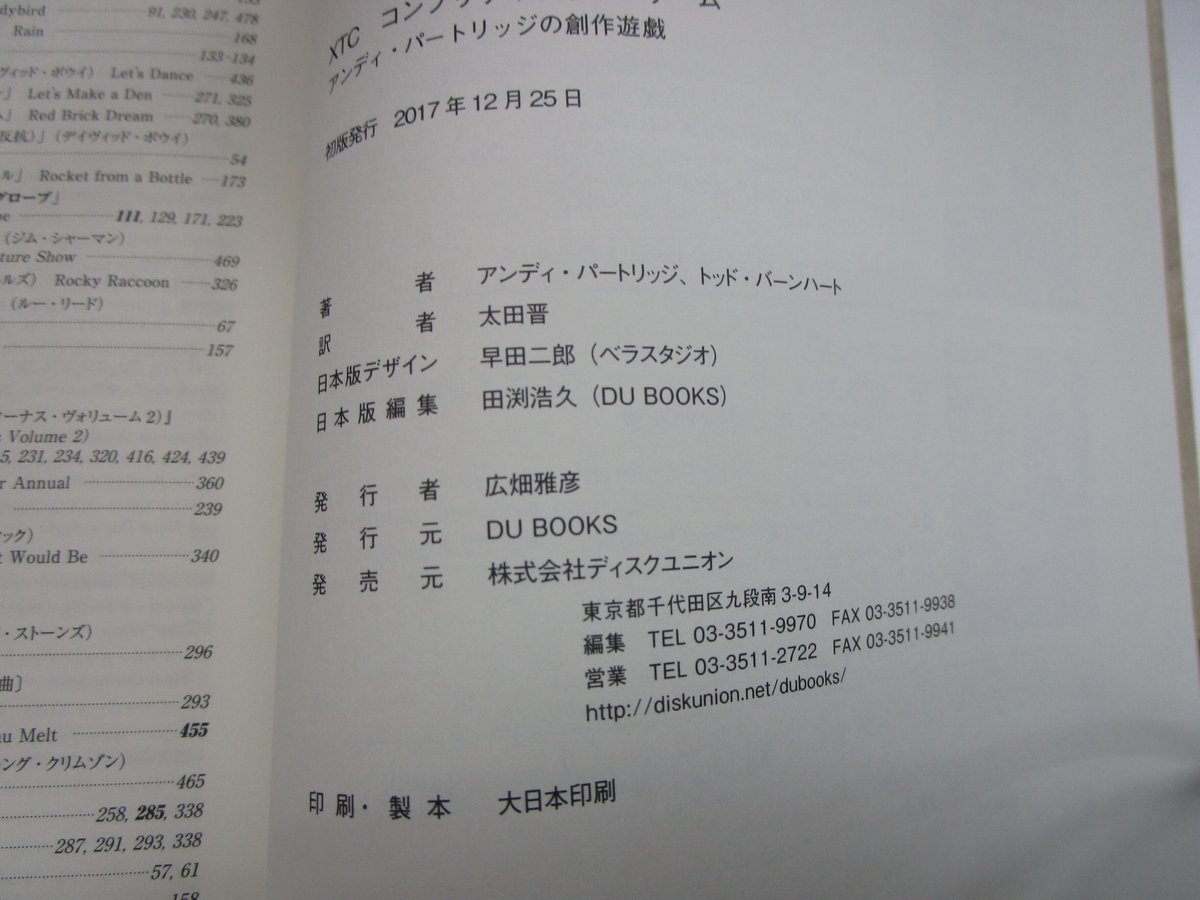 dybird 91, 230, 247, 478
Rain 168
133-134
ヴィッド・ボウイ) Let's Dance 436
」 Let's Make a Den 271, 325
」 Red Brick Dream 270, 380
反抗)」(デイヴィッド・ボウイ)
54
ル」 Rocket from a Bottle 173
グローブ」
be 111, 129, 171, 223
(ジム・シャーマン)
ture Show 469
ルズ) Rocky Raccoon 326
(ルー・リード)
67
157
ーナス・ヴォリューム2)』
s Volume 2)
5, 231, 234, 320, 416, 424, 439
r Annual 360
239
ック)
t Would Be 340
・ストーンズ)
296
曲〕
293
au Melt 455
ング・クリムゾン)
465
258, 285, 338
287, 291, 293, 338
57, 61
158
XTC
アンディ・パートリッジの創作遊戯
初版発行 2017年12月25日
著者 アンディ・パートリッジ、トッド・バーンハート
訳者 太田晋
日本版デザイン 早田二郎(ベラスタジオ)
日本版編集 田渕浩久(DU BOOKS)
発行者 広畑雅彦
発行元 DU BOOKS
発売元 株式会社ディスクユニオン
東京都千代田区九段南3-9-14
編集 TEL 03-3511-9970 FAX 03-3511-9938
営業 TEL 03-3511-2722 FAX 03-3511-9941
http://diskunion.net/dubooks/
印刷・製本 大日本印刷